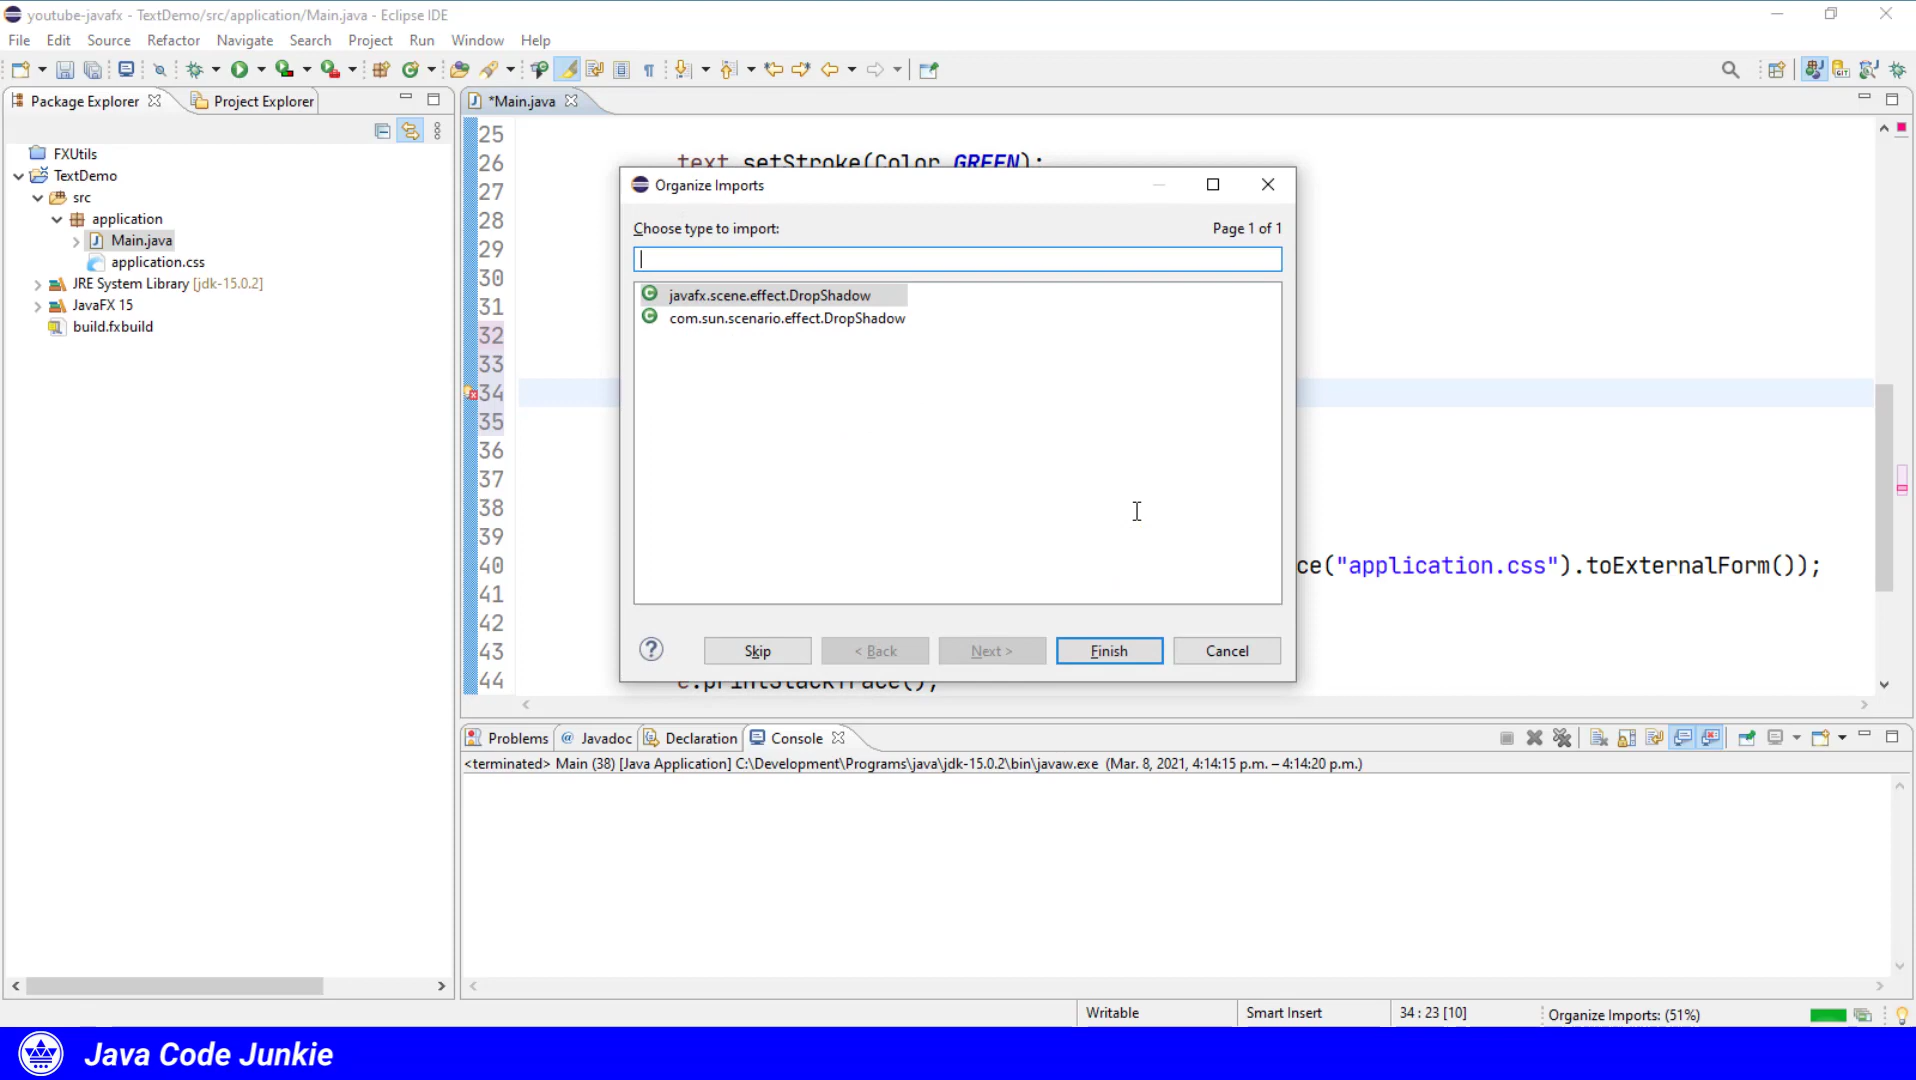 youtube-javafx - TextDemo/src/application/Main.java - Eclipse IDE
File Edit Source Refactor Navigate Search Project Run Window Help
Package Explorer Project Explorer
FXUtils
TextDemo
src
application
Main.java
application.css
JRE System Library [jdk-15.0.2]
JavaFX 15
build.fxbuild
*Main.java
25
26 text.setStroke(Color.GREEN);
27
28
29
30
31
32
33
34
35
36
37
38
39
40 ce("application.css").toExternalForm());
41
42
43
44 e.printStackTrace();
Organize Imports
Choose type to import: Page 1 of 1
javafx.scene.effect.DropShadow
com.sun.scenario.effect.DropShadow
Skip < Back Next > Finish Cancel
Problems @ Javadoc Declaration Console
<terminated> Main (38) [Java Application] C:\Development\Programs\java\jdk-15.0.2\bin\javaw.exe (Mar. 8, 2021, 4:14:15 p.m. – 4:14:20 p.m.)
Writable Smart Insert 34 : 23 [10] Organize Imports: (51%)
Java Code Junkie